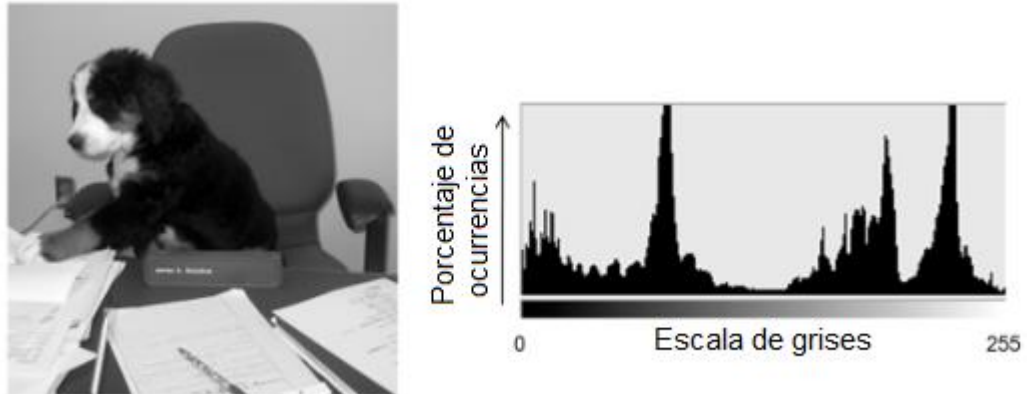 Porcentaje de
ocurrencias
0
Escala de grises
255